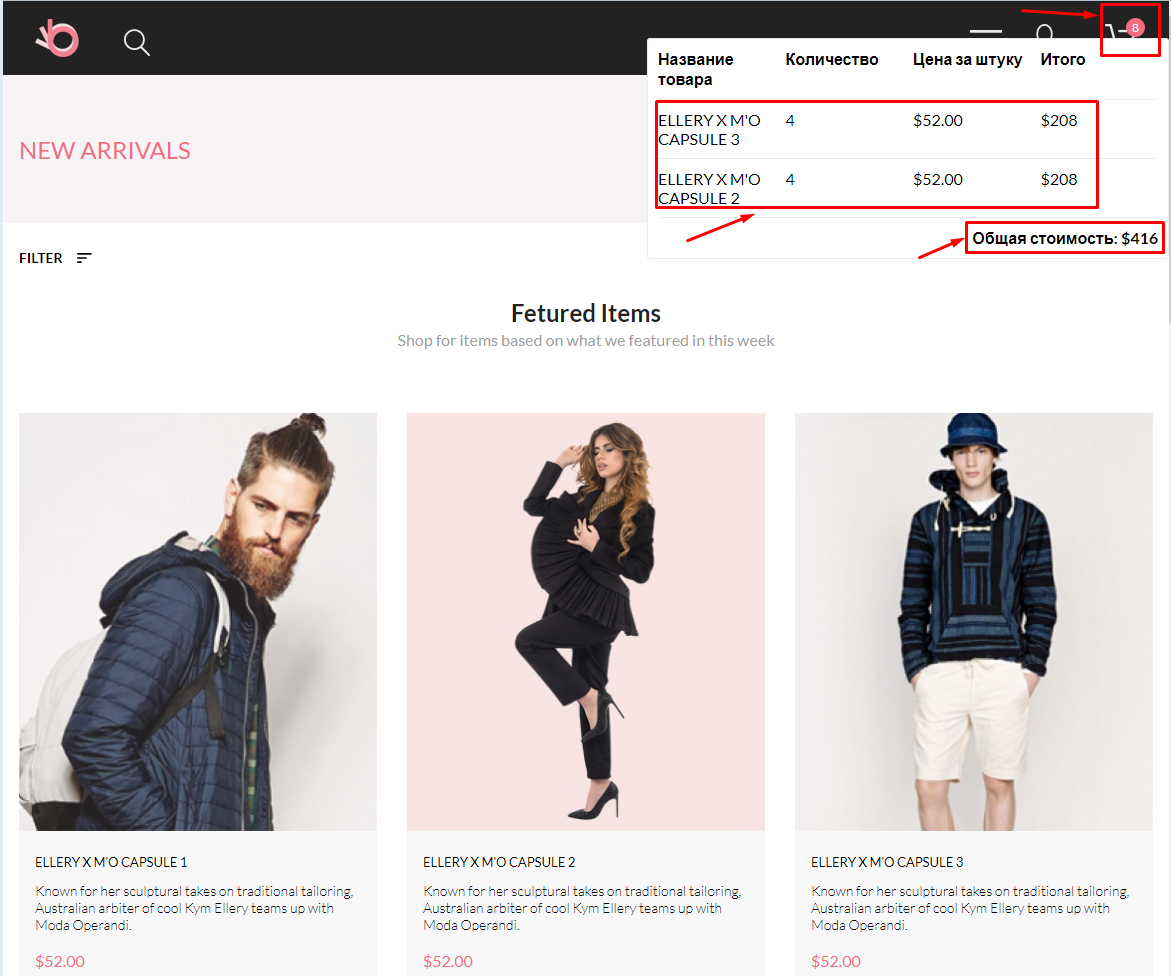 8
Название товара Количество Цена за штуку Итого
ELLERY X M'O CAPSULE 3 4 $52.00 $208
ELLERY X M'O CAPSULE 2 4 $52.00 $208
Общая стоимость: $416
NEW ARRIVALS
FILTER
Fetured Items
Shop for items based on what we featured in this week
ELLERY X M'O CAPSULE 1
Known for her sculptural takes on traditional tailoring,
Australian arbiter of cool Kym Ellery teams up with
Moda Operandi.
$52.00
ELLERY X M'O CAPSULE 2
Known for her sculptural takes on traditional tailoring,
Australian arbiter of cool Kym Ellery teams up with
Moda Operandi.
$52.00
ELLERY X M'O CAPSULE 3
Known for her sculptural takes on traditional tailoring,
Australian arbiter of cool Kym Ellery teams up with
Moda Operandi.
$52.00